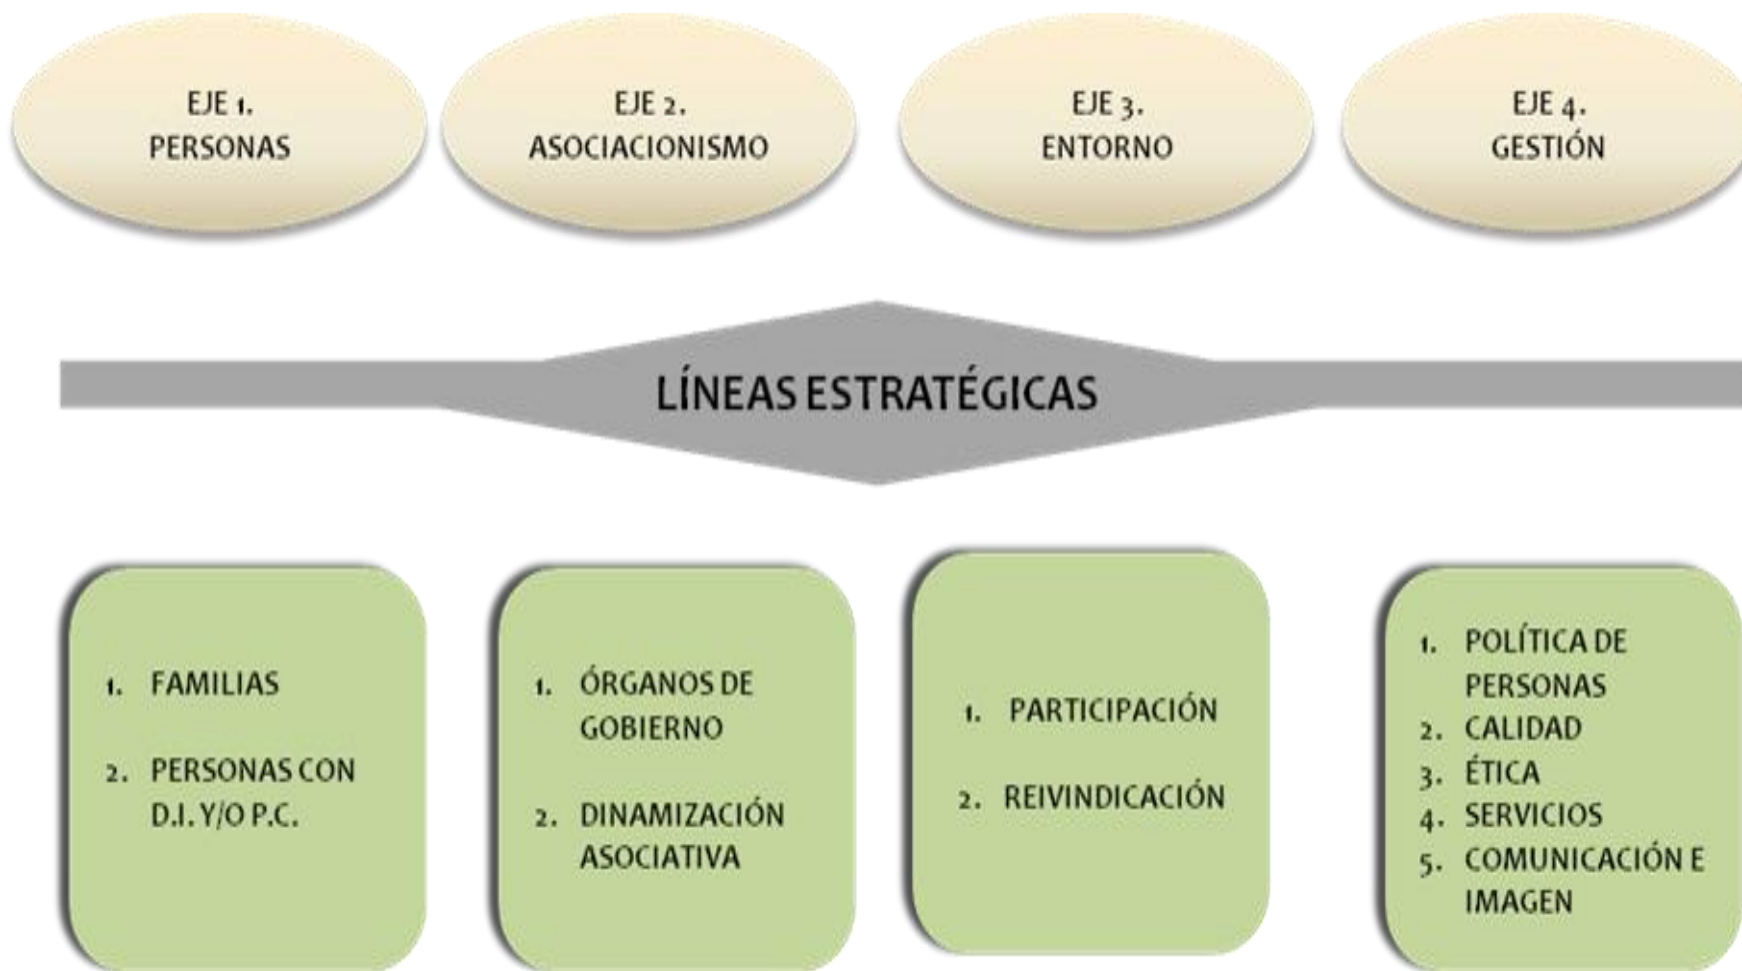 EJE 1.
PERSONAS
EJE 2.
ASOCIACIONISMO
EJE 3.
ENTORNO
EJE 4.
GESTIÓN
LÍNEAS ESTRATÉGICAS
1. FAMILIAS
2. PERSONAS CON
D.I. Y/O P.C.
1. ÓRGANOS DE
GOBIERNO
2. DINAMIZACIÓN
ASOCIATIVA
1. PARTICIPACIÓN
2. REIVINDICACIÓN
1. POLÍTICA DE
PERSONAS
2. CALIDAD
3. ÉTICA
4. SERVICIOS
5. COMUNICACIÓN E
IMAGEN